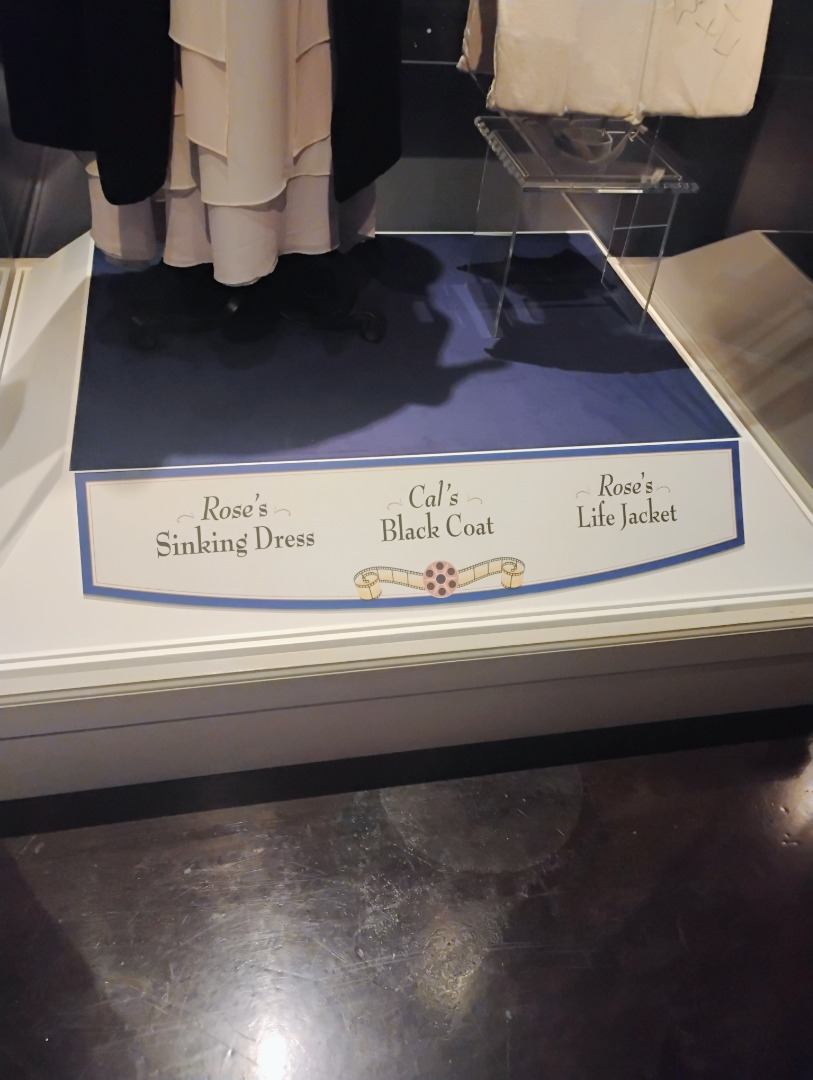 Rose's
Sinking Dress
Cal's
Black Coat
Rose's
Life Jacket